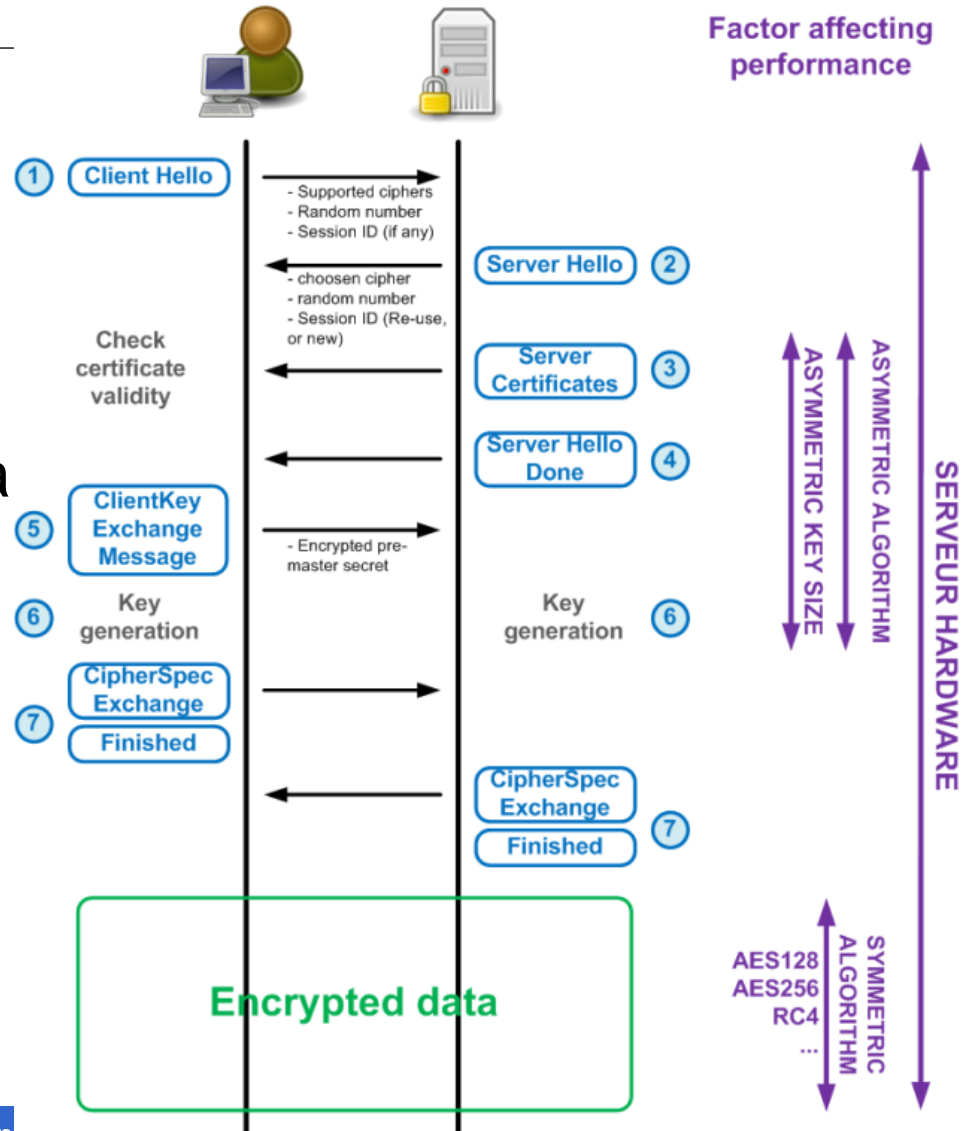 Factor affecting
performance
1
Client Hello
- Supported ciphers
- Random number
- Session ID (if any)
Server Hello
2
- choosen cipher
- random number
- Session ID (Re-use,
or new)
Check
certificate
validity
Server
Certificates
3
Server Hello
Done
4
a
5
ClientKey
Exchange
Message
- Encrypted pre-
master secret
6
Key
generation
Key
generation
6
7
CipherSpec
Exchange
Finished
CipherSpec
Exchange
Finished
7
Encrypted data
ASYMMETRIC KEY SIZE
ASYMMETRIC ALGORITHM
SERVEUR HARDWARE
AES128
AES256
RC4
...
SYMMETRIC
ALGORITHM